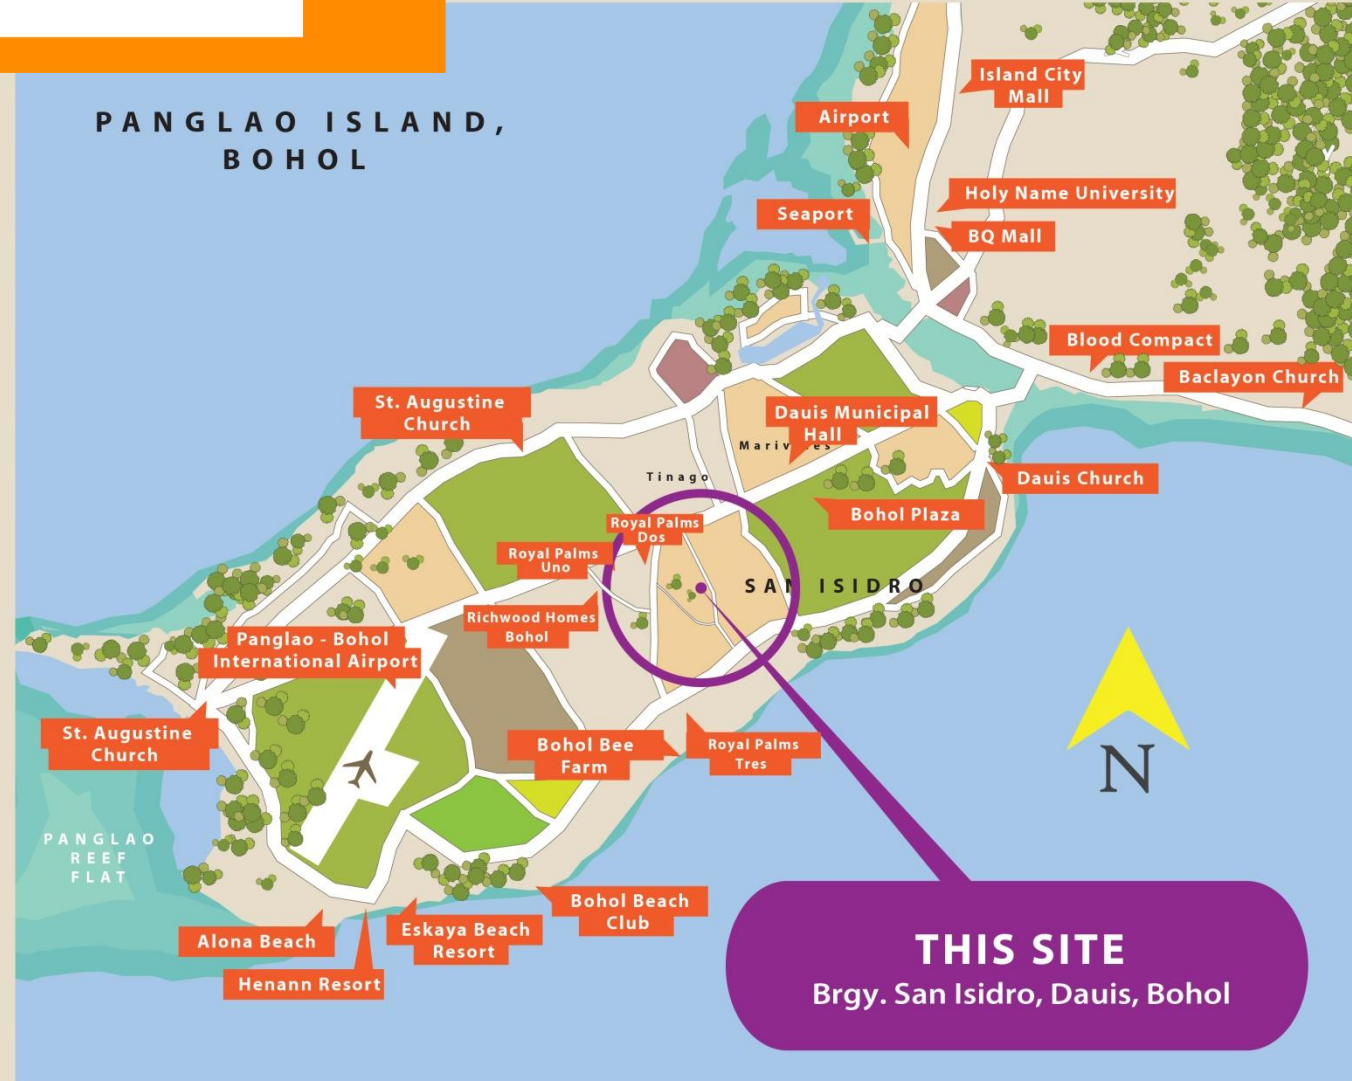 PANGLAO ISLAND,
BOHOL
Island City
Mall
Airport
Holy Name University
Seaport
BQ Mall
Blood Compact
Baclayon Church
St. Augustine
Church
Dauis Municipal
Hall
Tinago
Dauis Church
Bohol Plaza
Royal Palms
Dos
Royal Palms
Uno
SAN ISIDRO
Richwood Homes
Bohol
Panglao - Bohol
International Airport
St. Augustine
Church
Bohol Bee
Farm
Royal Palms
Tres
N
PANGLAO
REEF
FLAT
Bohol Beach
Club
Alona Beach
Eskaya Beach
Resort
Henann Resort
THIS SITE
Brgy. San Isidro, Dauis, Bohol